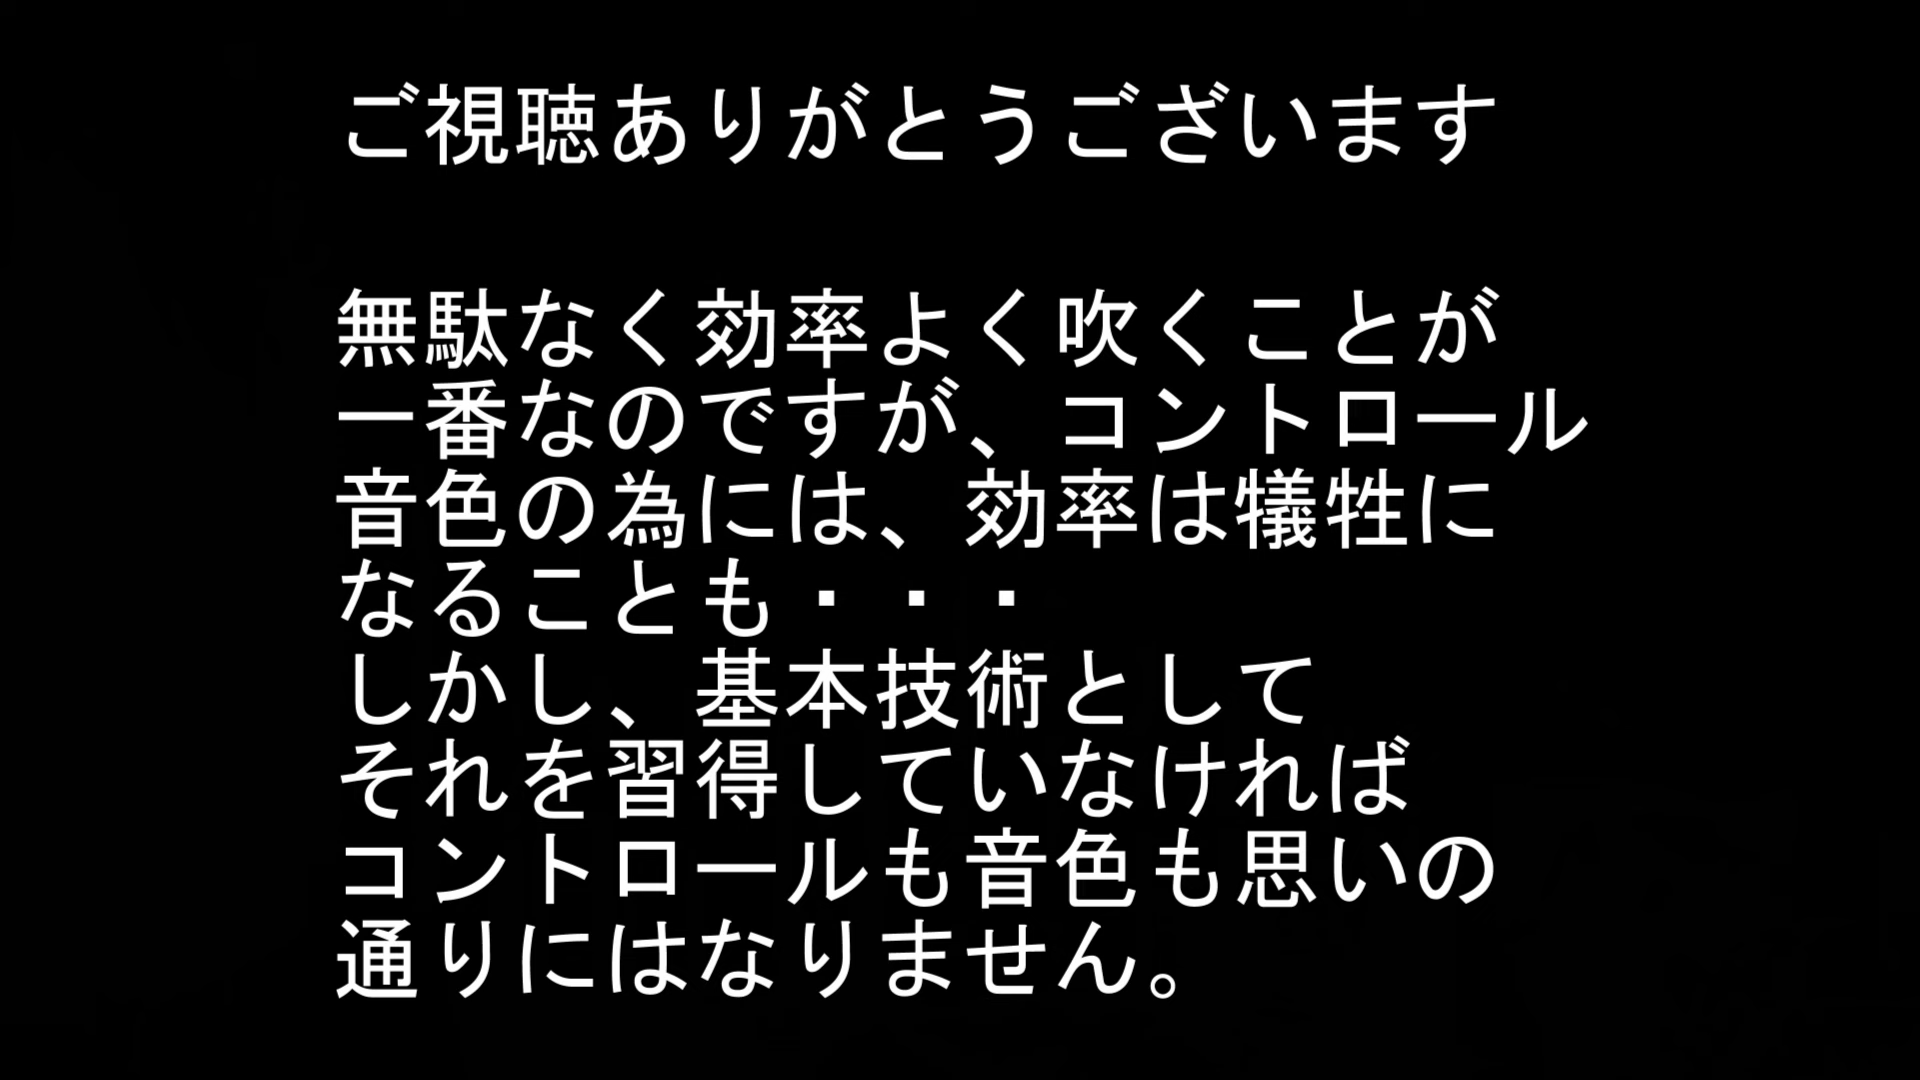 ご視聴ありがとうございます
無駄なく効率よく吹くことが
一番なのですが、コントロール
音色の為には、効率は犠牲に
なることも・・・
しかし、基本技術として
それを習得していなければ
コントロールも音色も思いの
通りにはなりません。